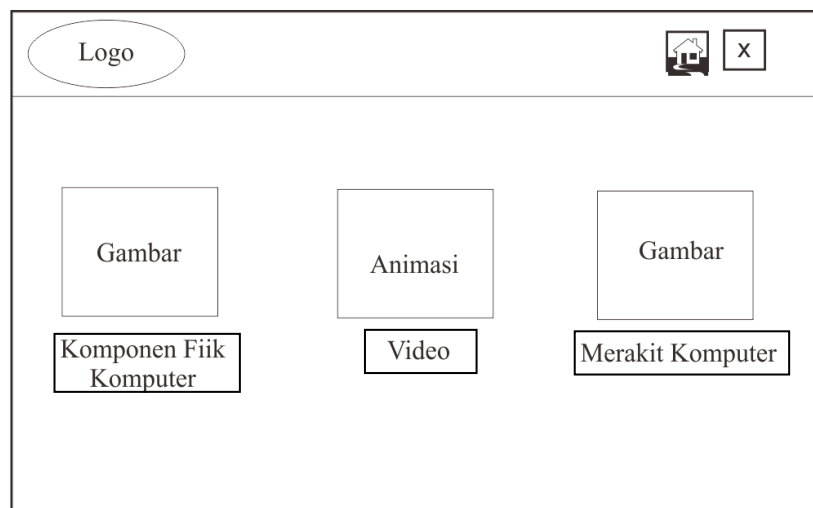 Logo
X
Gambar
Animasi
Gambar
Komponen Fiik
Komputer
Video
Merakit Komputer